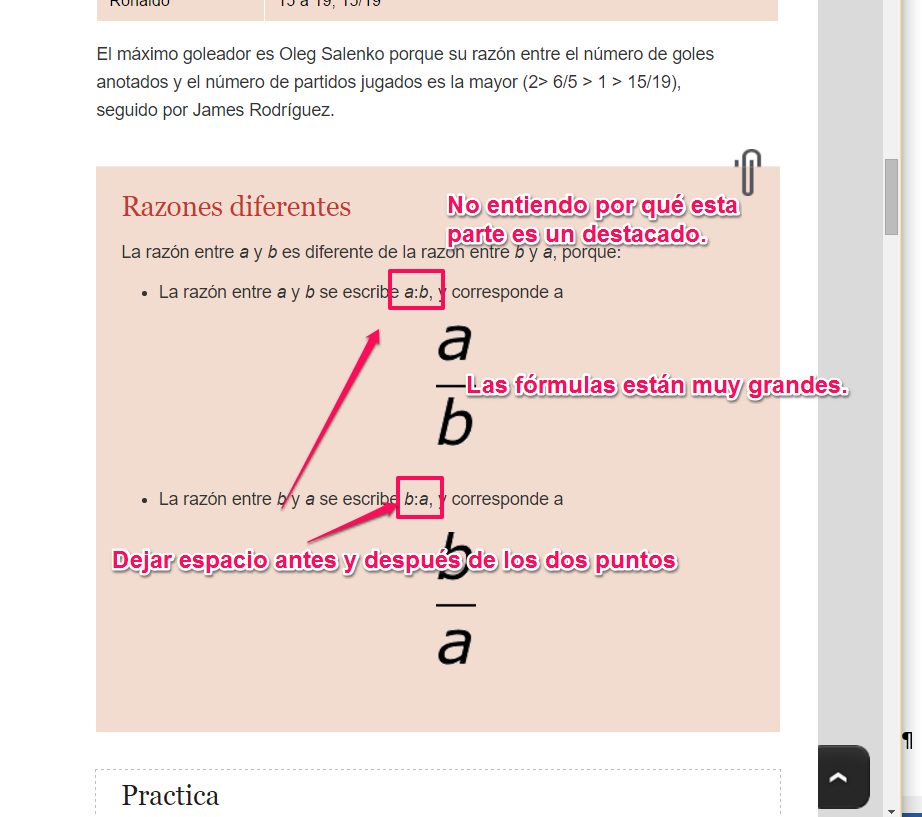 Ronaldo 15 a 19, 15/19
El máximo goleador es Oleg Salenko porque su razón entre el número de goles
anotados y el número de partidos jugados es la mayor (2> 6/5 > 1 > 15/19),
seguido por James Rodríguez.
Razones diferentes
No entiendo por qué esta
parte es un destacado.
La razón entre a y b es diferente de la razón entre b y a, porque:
La razón entre a y b se escribe a:b, y corresponde a
a
b
Las fórmulas están muy grandes.
La razón entre b y a se escribe b:a, y corresponde a
Dejar espacio antes y después de los dos puntos
b
a
Practica
¶